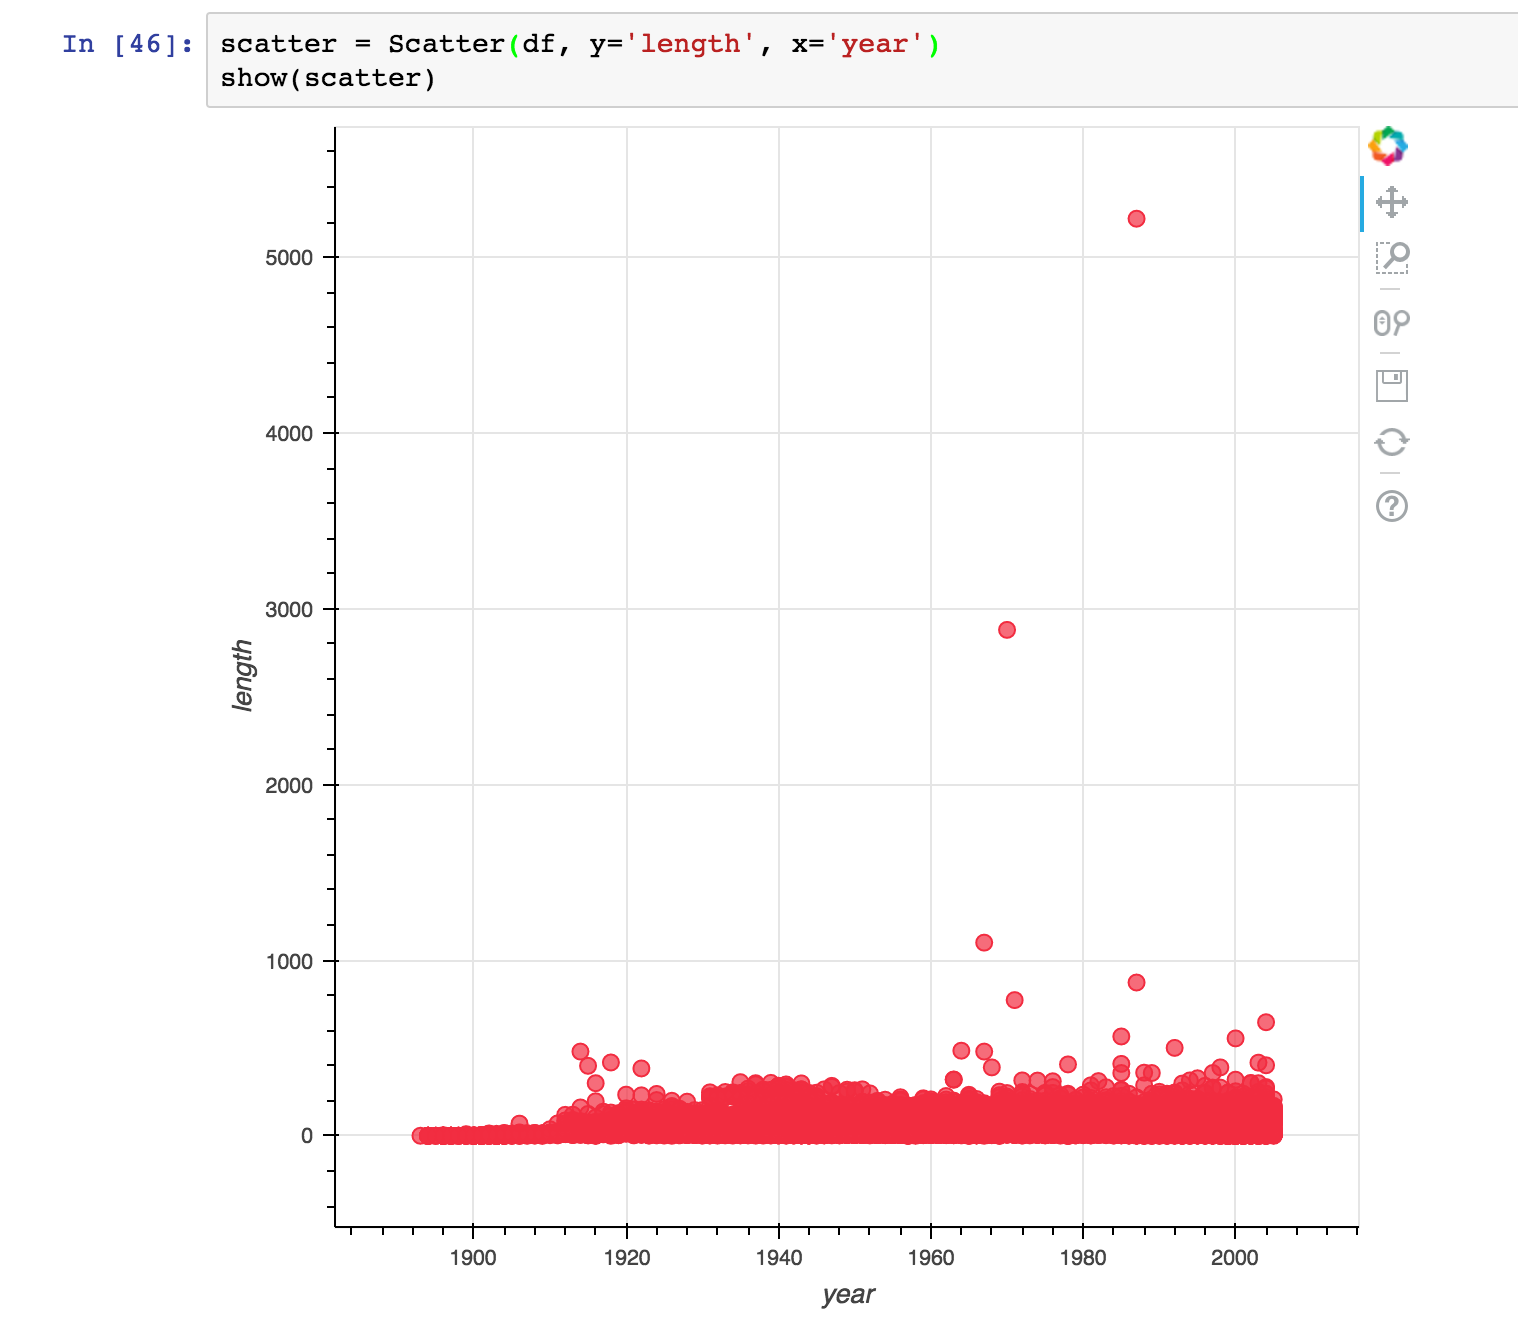 In [46]: scatter = Scatter(df, y='length', x='year')
show(scatter)
5000
4000
3000
2000
1000
0
length
1900 1920 1940 1960 1980 2000
year
?